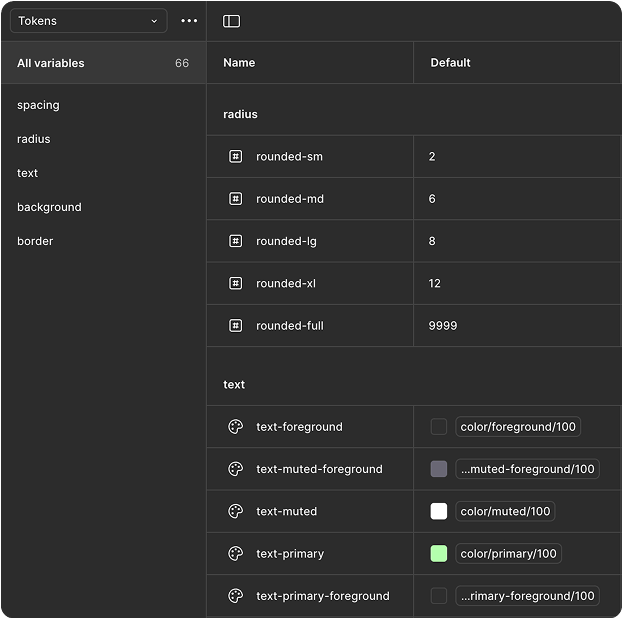 Tokens
All variables 66
spacing
radius
text
background
border
Name Default
radius
rounded-sm 2
rounded-md 6
rounded-lg 8
rounded-xl 12
rounded-full 9999
text
text-foreground color/foreground/100
text-muted-foreground ...muted-foreground/100
text-muted color/muted/100
text-primary color/primary/100
text-primary-foreground ...rimary-foreground/100